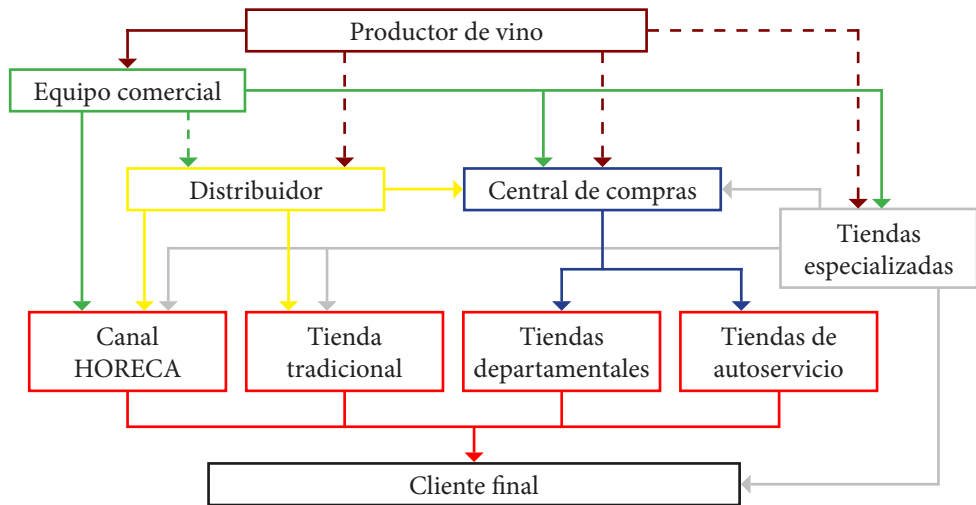 Productor de vino
Equipo comercial
Distribuidor
Central de compras
Tiendas
especializadas
Canal
HORECA
Tienda
tradicional
Tiendas
departamentales
Tiendas de
autoservicio
Cliente final